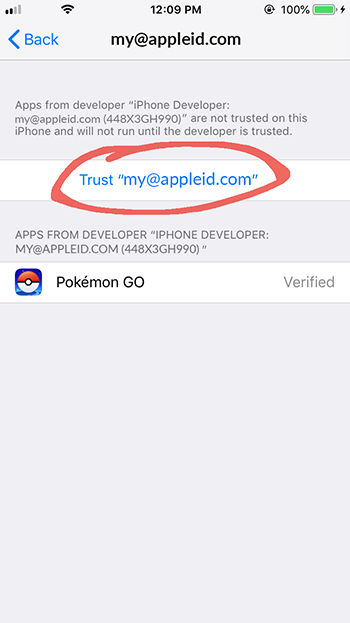 12:09 PM 100%
Back my@appleid.com
Apps from developer “iPhone Developer:
my@appleid.com (448X3GH990)” are not trusted on this
iPhone and will not run until the developer is trusted.
Trust “my@appleid.com”
APPS FROM DEVELOPER “IPHONE DEVELOPER:
MY@APPLEID.COM (448X3GH990) ”
Pokémon GO Verified